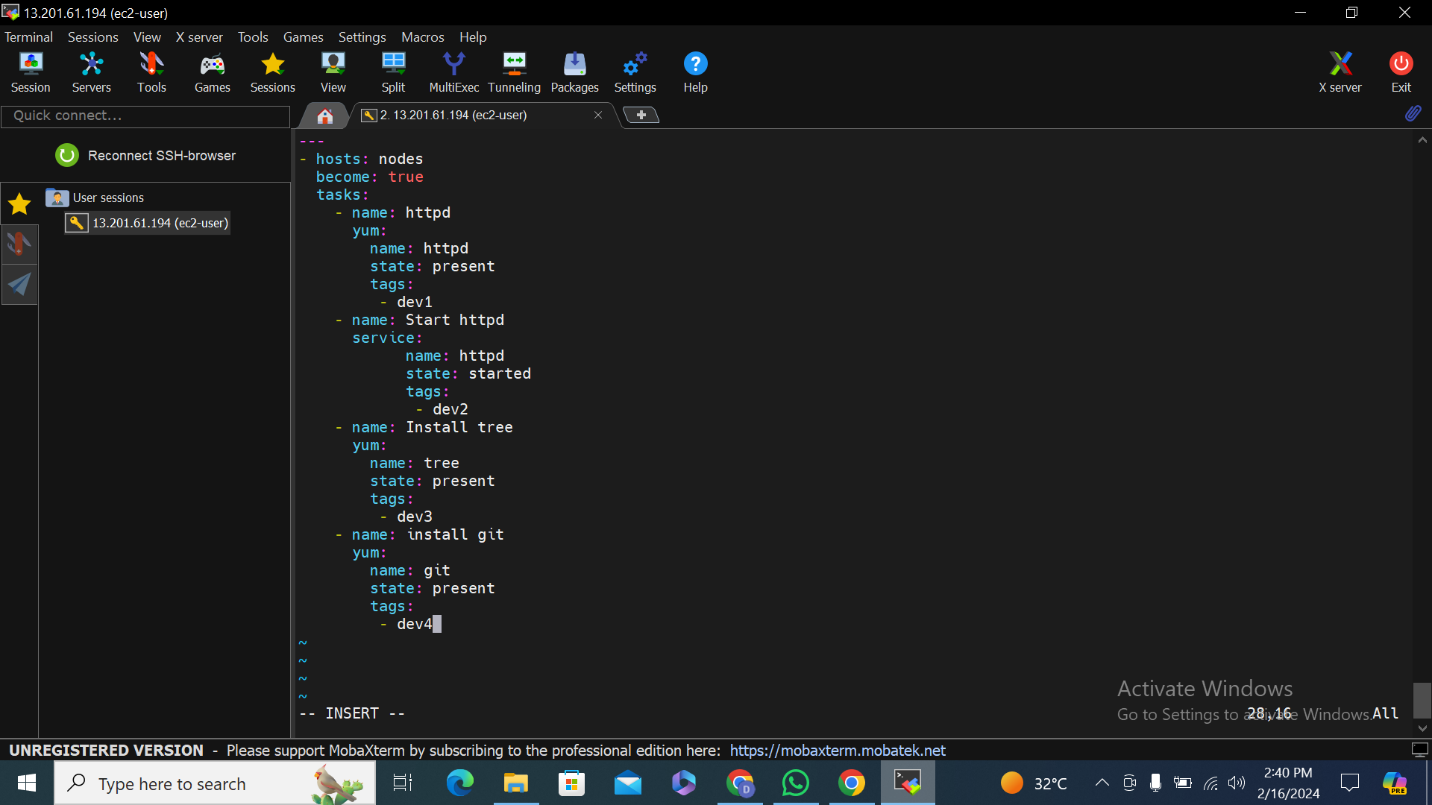 13.201.61.194 (ec2-user)
Terminal Sessions View X server Tools Games Settings Macros Help
Session Servers Tools Games Sessions View Split MultiExec Tunneling Packages Settings Help X server Exit
Quick connect...
2. 13.201.61.194 (ec2-user)
Reconnect SSH-browser
User sessions
13.201.61.194 (ec2-user)
---
- hosts: nodes
  become: true
  tasks:
    - name: httpd
      yum:
        name: httpd
        state: present
        tags:
         - dev1
    - name: Start httpd
      service:
            name: httpd
            state: started
            tags:
             - dev2
    - name: Install tree
      yum:
        name: tree
        state: present
        tags:
         - dev3
    - name: install git
      yum:
        name: git
        state: present
        tags:
         - dev4
~
~
~
~
-- INSERT --
28,16 All
Activate Windows
Go to Settings to activate Windows.
UNREGISTERED VERSION - Please support MobaXterm by subscribing to the professional edition here: https://mobaxterm.mobatek.net
Type here to search
32°C
2:40 PM
2/16/2024
PRE